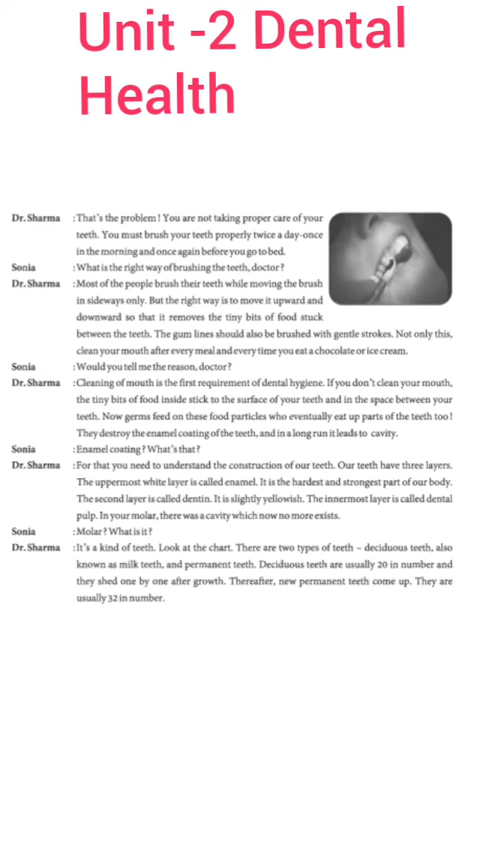 Unit -2 Dental
Health
Dr. Sharma : That's the problem! You are not taking proper care of your
teeth. You must brush your teeth properly twice a day-once
in the morning and once again before you go to bed.
Sonia : What is the right way of brushing the teeth, doctor?
Dr. Sharma : Most of the people brush their teeth while moving the brush
in sideways only. But the right way is to move it upward and
downward so that it removes the tiny bits of food stuck
between the teeth. The gum lines should also be brushed with gentle strokes. Not only this,
clean your mouth after every meal and every time you eat a chocolate or ice cream.
Sonia : Would you tell me the reason, doctor?
Dr. Sharma : Cleaning of mouth is the first requirement of dental hygiene. If you don't clean your mouth,
the tiny bits of food inside stick to the surface of your teeth and in the space between your
teeth. Now germs feed on these food particles who eventually eat up parts of the teeth too!
They destroy the enamel coating of the teeth, and in a long run it leads to cavity.
Sonia : Enamel coating? What's that?
Dr. Sharma : For that you need to understand the construction of our teeth. Our teeth have three layers.
The uppermost white layer is called enamel. It is the hardest and strongest part of our body.
The second layer is called dentin. It is slightly yellowish. The innermost layer is called dental
pulp. In your molar, there was a cavity which now no more exists.
Sonia : Molar? What is it?
Dr. Sharma : It's a kind of teeth. Look at the chart. There are two types of teeth – deciduous teeth, also
known as milk teeth, and permanent teeth. Deciduous teeth are usually 20 in number and
they shed one by one after growth. Thereafter, new permanent teeth come up. They are
usually 32 in number.